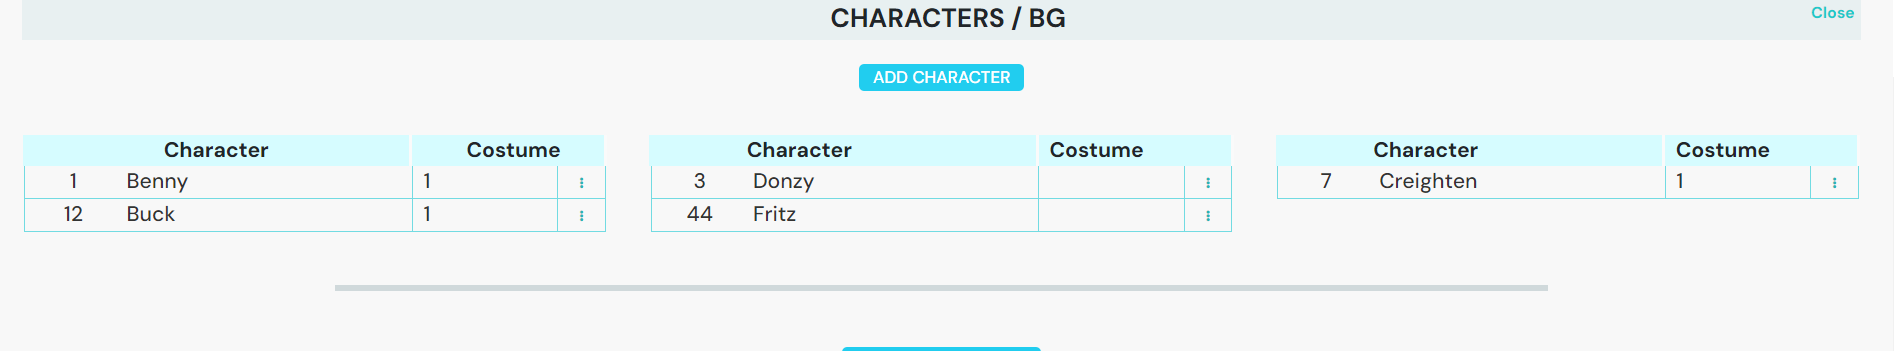 CHARACTERS / BG
Close
ADD CHARACTER
Character Costume Character Costume Character Costume
1 Benny 1 3 Donzy 7 Creighten 1
12 Buck 1 44 Fritz